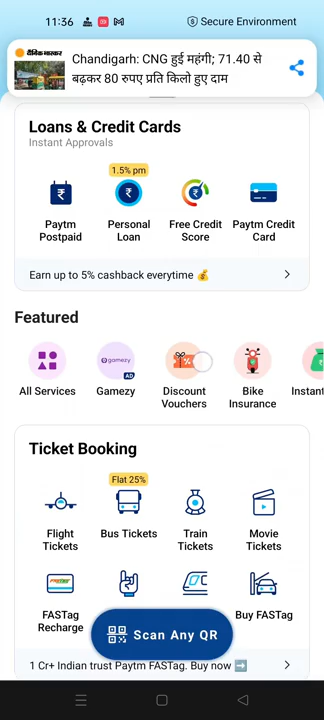 11:36
Secure Environment
दैनिक भास्कर
Chandigarh: CNG हुई महंगी; 71.40 से
बढ़कर 80 रुपए प्रति किलो हुए दाम
Loans & Credit Cards
Instant Approvals
1.5% pm
Paytm Postpaid
Personal Loan
Free Credit Score
Paytm Credit Card
Earn up to 5% cashback everytime 💰
Featured
gamezy
AD
All Services
Gamezy
Discount Vouchers
Bike Insurance
Instant
Ticket Booking
Flat 25%
Flight Tickets
Bus Tickets
Train Tickets
Movie Tickets
FASTag Recharge
Buy FASTag
Scan Any QR
1 Cr+ Indian trust Paytm FASTag. Buy now ➡️